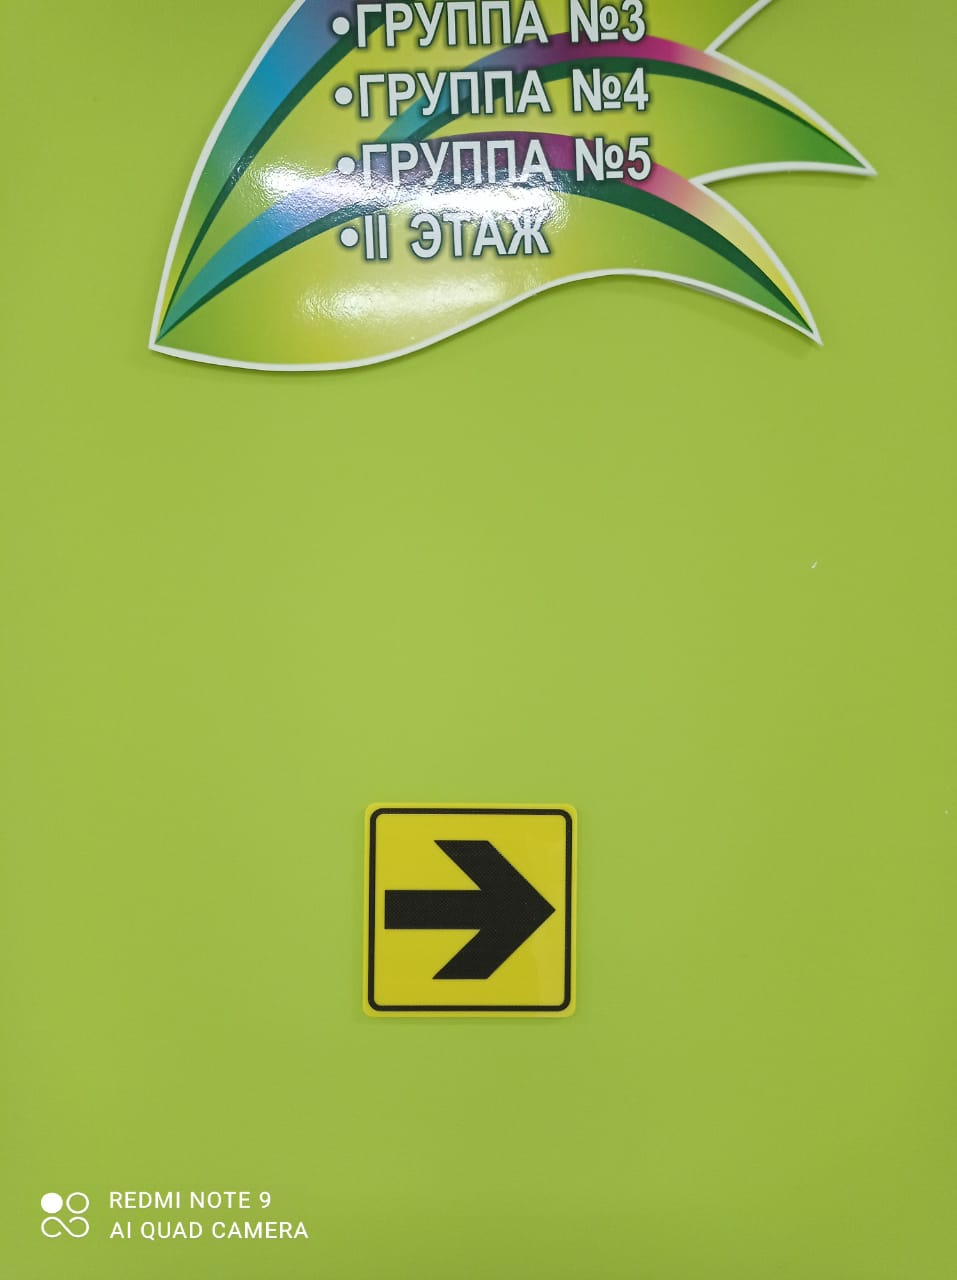 •ГРУППА №3
•ГРУППА №4
•ГРУППА №5
•II ЭТАЖ
REDMI NOTE 9
AI QUAD CAMERA